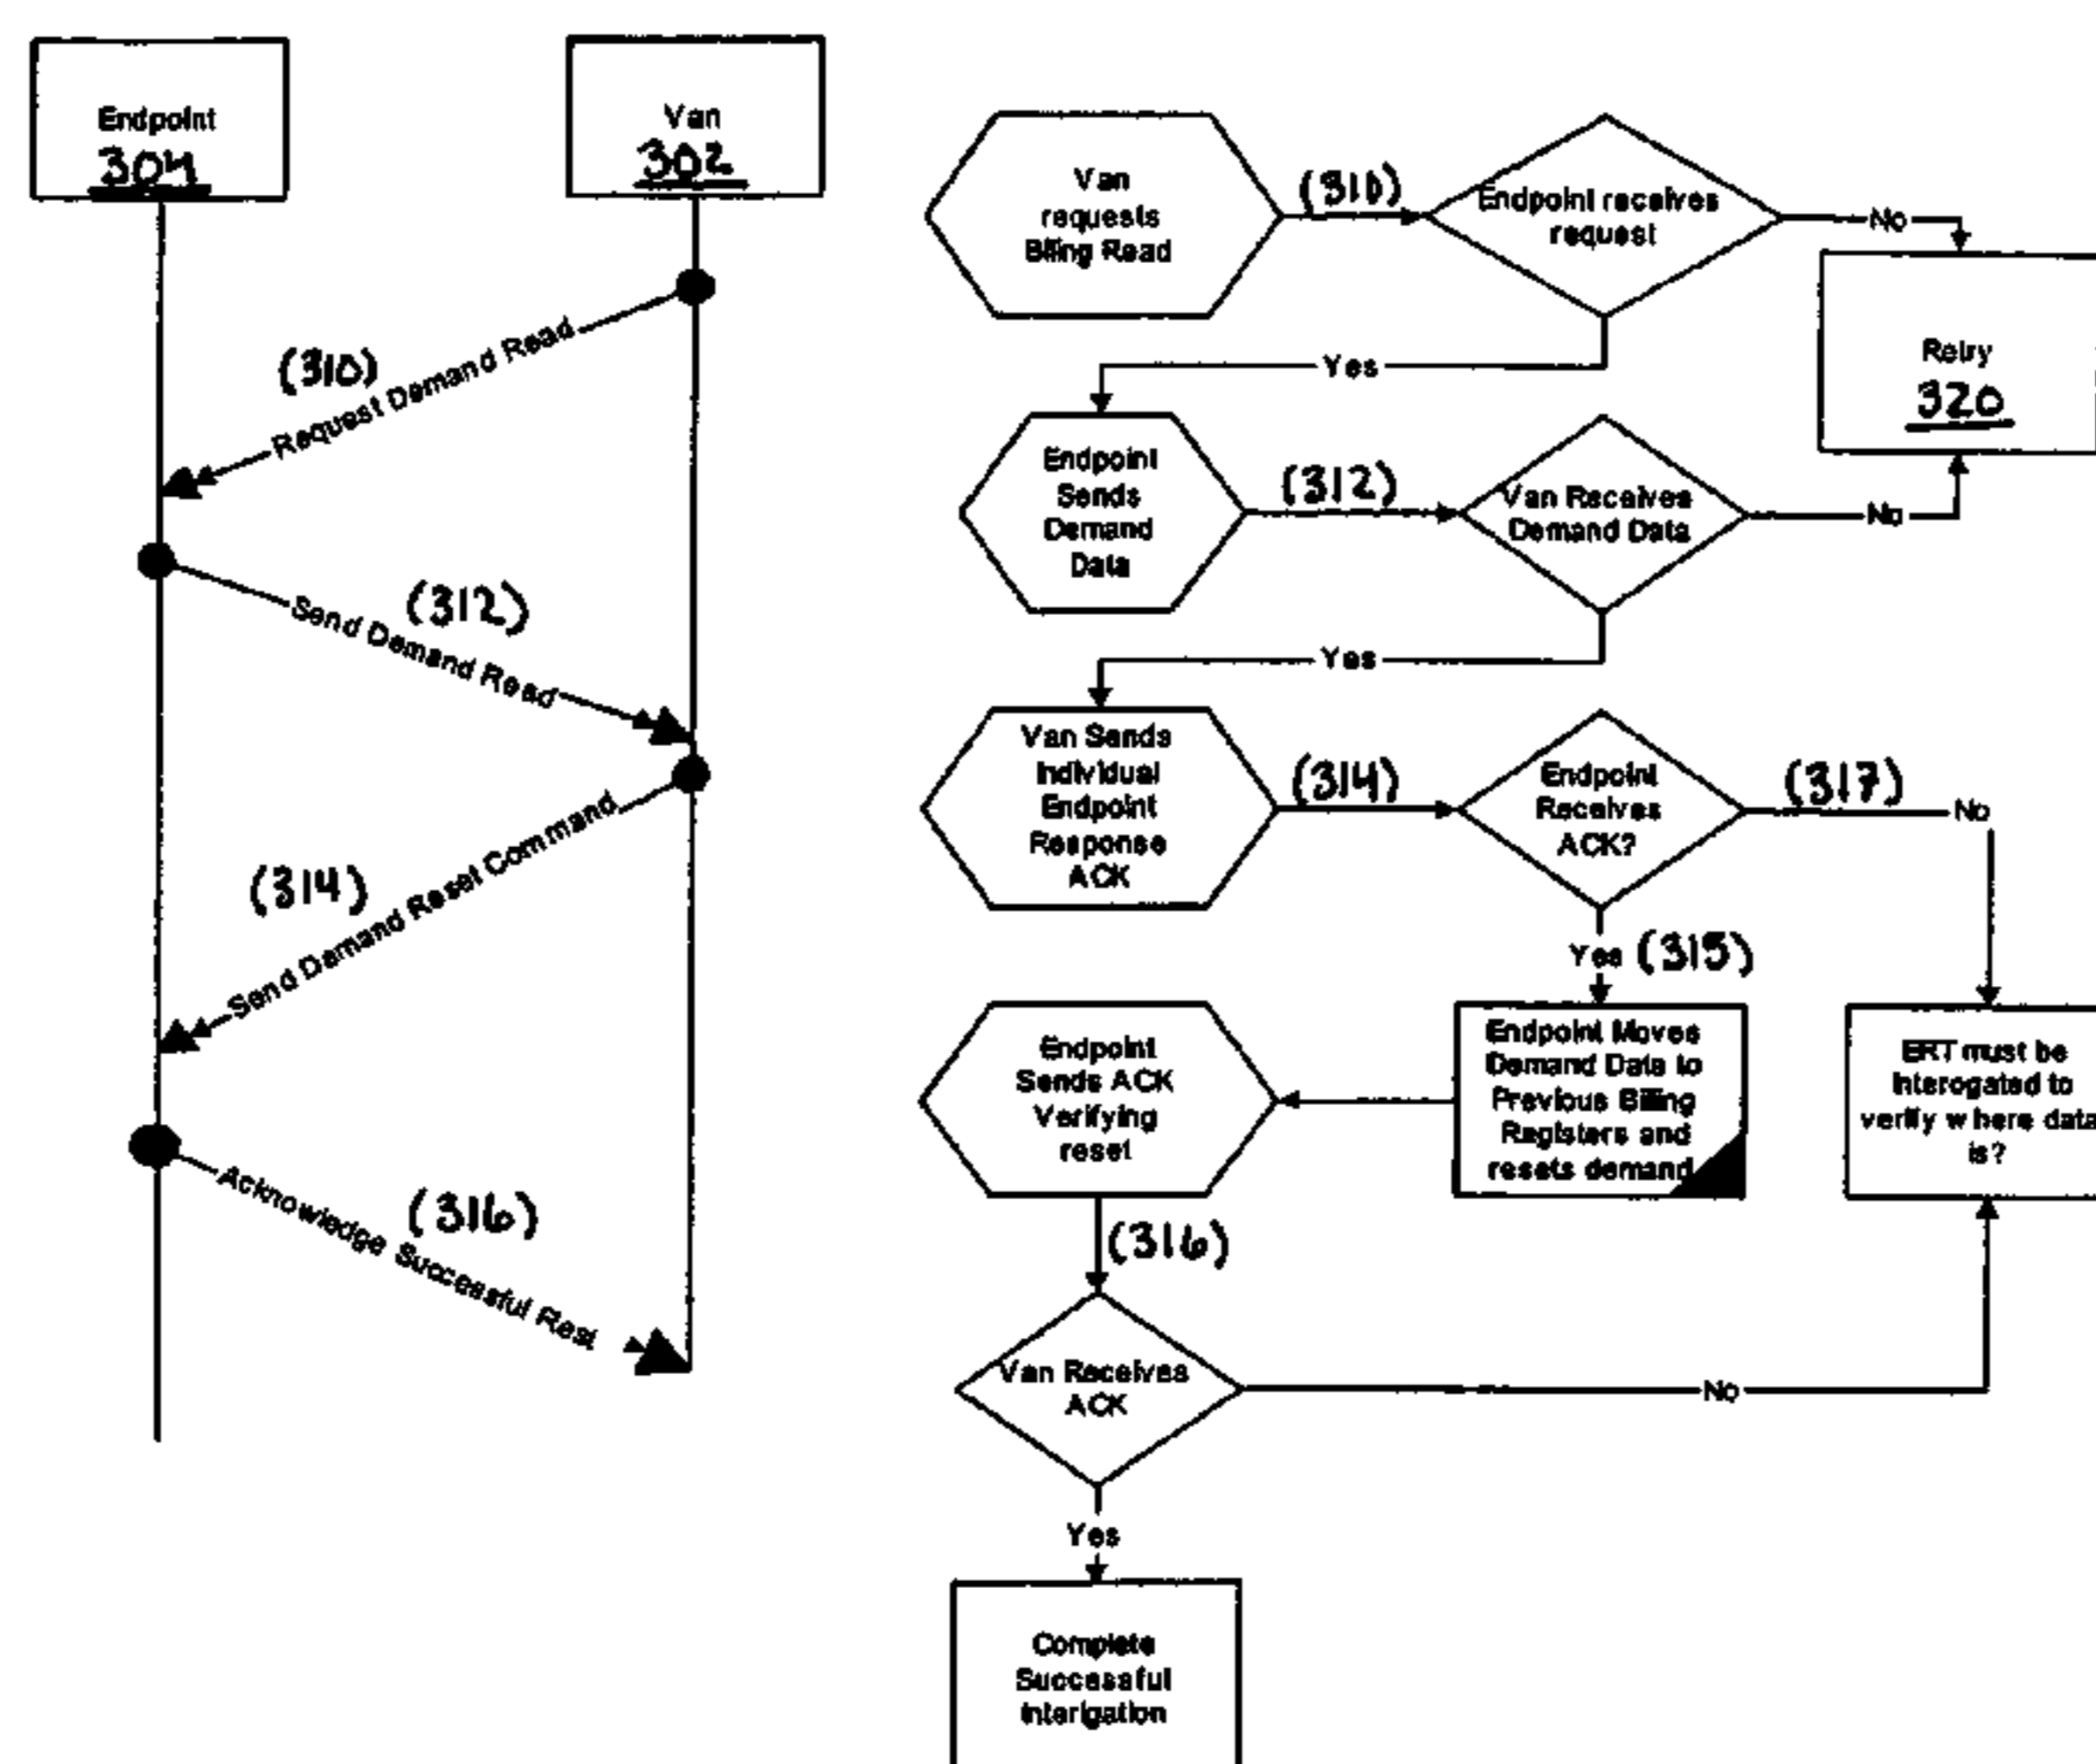 Endpoint
304
Van
302
(310)
Request Demand Read
(312)
Send Demand Read
(314)
Send Demand Reset Command
(316)
Acknowledge Successful Rest
Van
requests
Billing Read
(310)
Endpoint receives
request
No
Retry
320
Yes
Endpoint
Sends
Demand
Data
(312)
Van Receives
Demand Data
No
Yes
Van Sends
Individual
Endpoint
Response
ACK
(314)
Endpoint
Receives
ACK?
(317)
No
Yes (315)
Endpoint Moves
Demand Data to
Previous Billing
Registers and
resets demand
ERT must be
interogated to
verify where data
is?
Endpoint
Sends ACK
Verifying
reset
(316)
Van Receives
ACK
No
Yes
Complete
Successful
Interigation